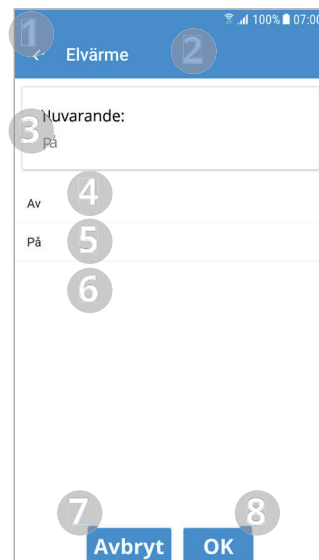 100% 07:00
1
2
Elvärme
3
Nuvarande:
På
4
Av
5
På
6
7
8
Avbryt
OK